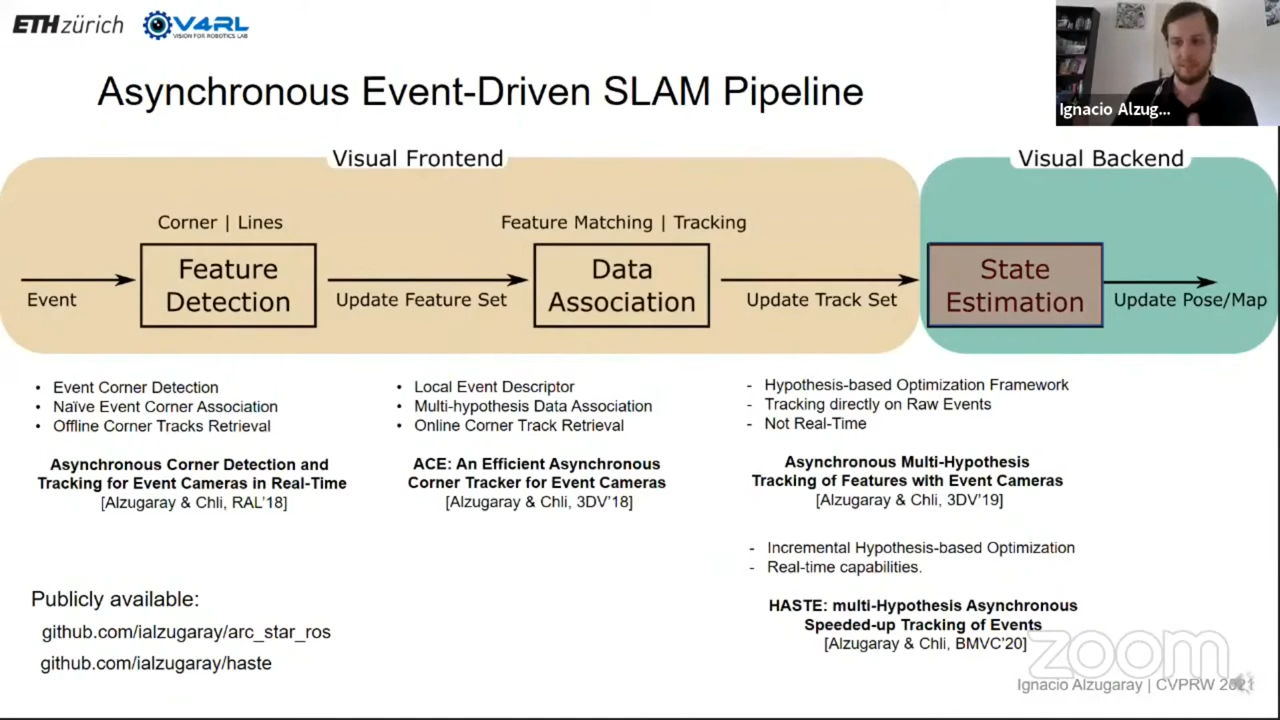 ETH zürich
V4RL
VISION FOR ROBOTICS LAB
Ignacio Alzug...
Asynchronous Event-Driven SLAM Pipeline
Visual Frontend
Visual Backend
Corner | Lines
Feature Matching | Tracking
Event
Feature
Detection
Update Feature Set
Data
Association
Update Track Set
State
Estimation
Update Pose/Map
• Event Corner Detection
• Naïve Event Corner Association
• Offline Corner Tracks Retrieval
Asynchronous Corner Detection and
Tracking for Event Cameras in Real-Time
[Alzugaray & Chli, RAL'18]
• Local Event Descriptor
• Multi-hypothesis Data Association
• Online Corner Track Retrieval
ACE: An Efficient Asynchronous
Corner Tracker for Event Cameras
[Alzugaray & Chli, 3DV'18]
- Hypothesis-based Optimization Framework
- Tracking directly on Raw Events
- Not Real-Time
Asynchronous Multi-Hypothesis
Tracking of Features with Event Cameras
[Alzugaray & Chli, 3DV'19]
- Incremental Hypothesis-based Optimization
- Real-time capabilities.
HASTE: multi-Hypothesis Asynchronous
Speeded-up Tracking of Events
[Alzugaray & Chli, BMVC'20]
Publicly available:
github.com/ialzugaray/arc_star_ros
github.com/ialzugaray/haste
zoom
Ignacio Alzugaray | CVPRW 2021